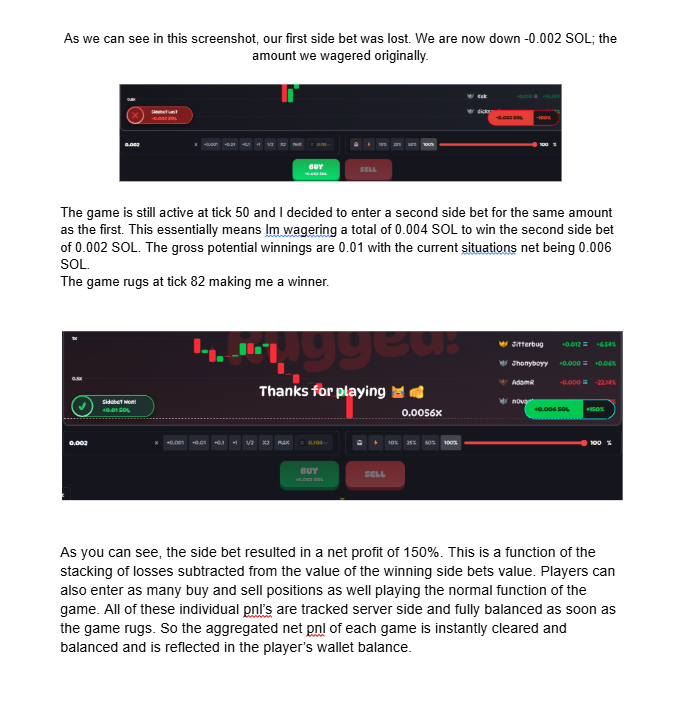 As we can see in this screenshot, our first side bet was lost. We are now down -0.002 SOL; the
amount we wagered originally.
0.5X
Sidebet Lost
-0.002 SOL
-0.002 SOL -100%
0.002 x +0.001 +0.01 +0.1 +1 1/2 X2 MAX 10% 25% 50% 100% 100 %
BUY
SELL
The game is still active at tick 50 and I decided to enter a second side bet for the same amount
as the first. This essentially means Im wagering a total of 0.004 SOL to win the second side bet
of 0.002 SOL. The gross potential winnings are 0.01 with the current situations net being 0.006
SOL.
The game rugs at tick 82 making me a winner.
Rugged!
1X
Jitterbug +0.012 +6.54%
Jhonyboyy +0.000 +0.06%
0.5X
AdamR -0.000 -22.14%
Thanks for playing
Sidebet Won!
+0.01 SOL
+0.006 SOL +150%
0.0056X
0.002 x +0.001 +0.01 +0.1 +1 1/2 X2 MAX 10% 25% 50% 100% 100 %
BUY
SELL
As you can see, the side bet resulted in a net profit of 150%. This is a function of the
stacking of losses subtracted from the value of the winning side bets value. Players can
also enter as many buy and sell positions as well playing the normal function of the
game. All of these individual pnl's are tracked server side and fully balanced as soon as
the game rugs. So the aggregated net pnl of each game is instantly cleared and
balanced and is reflected in the player's wallet balance.